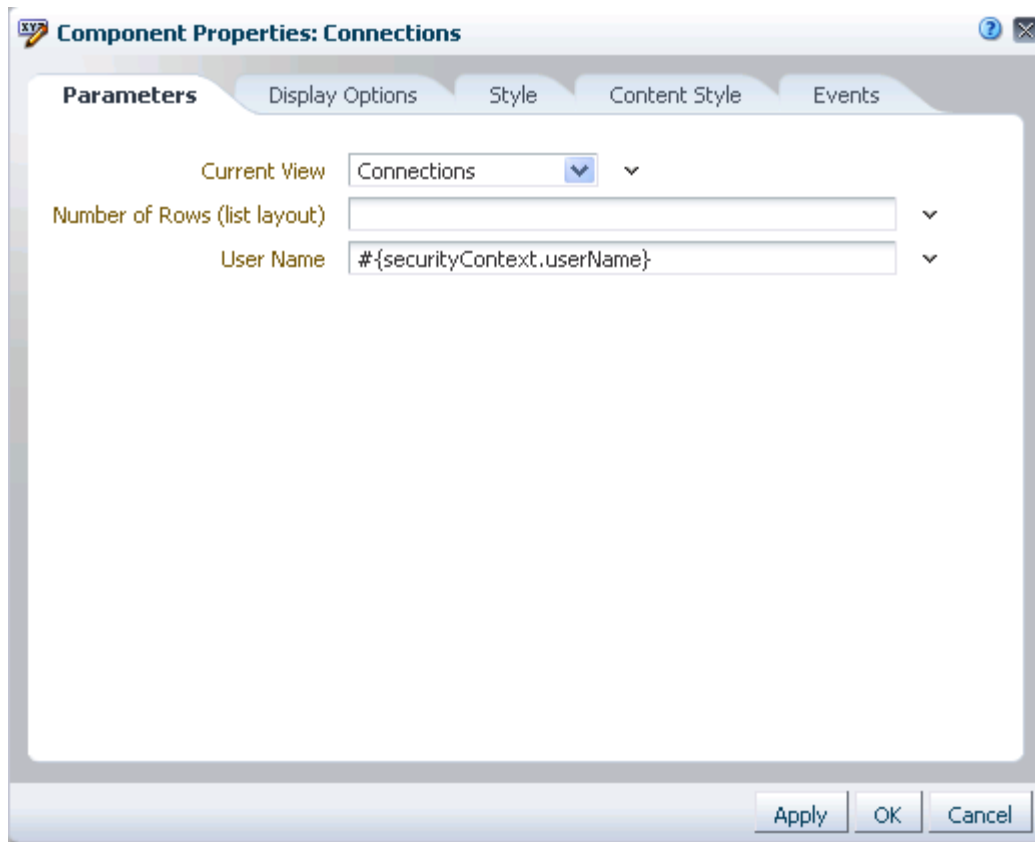 Component Properties: Connections
Parameters Display Options Style Content Style Events
Current View Connections
Number of Rows (list layout)
User Name #{securityContext.userName}
Apply OK Cancel